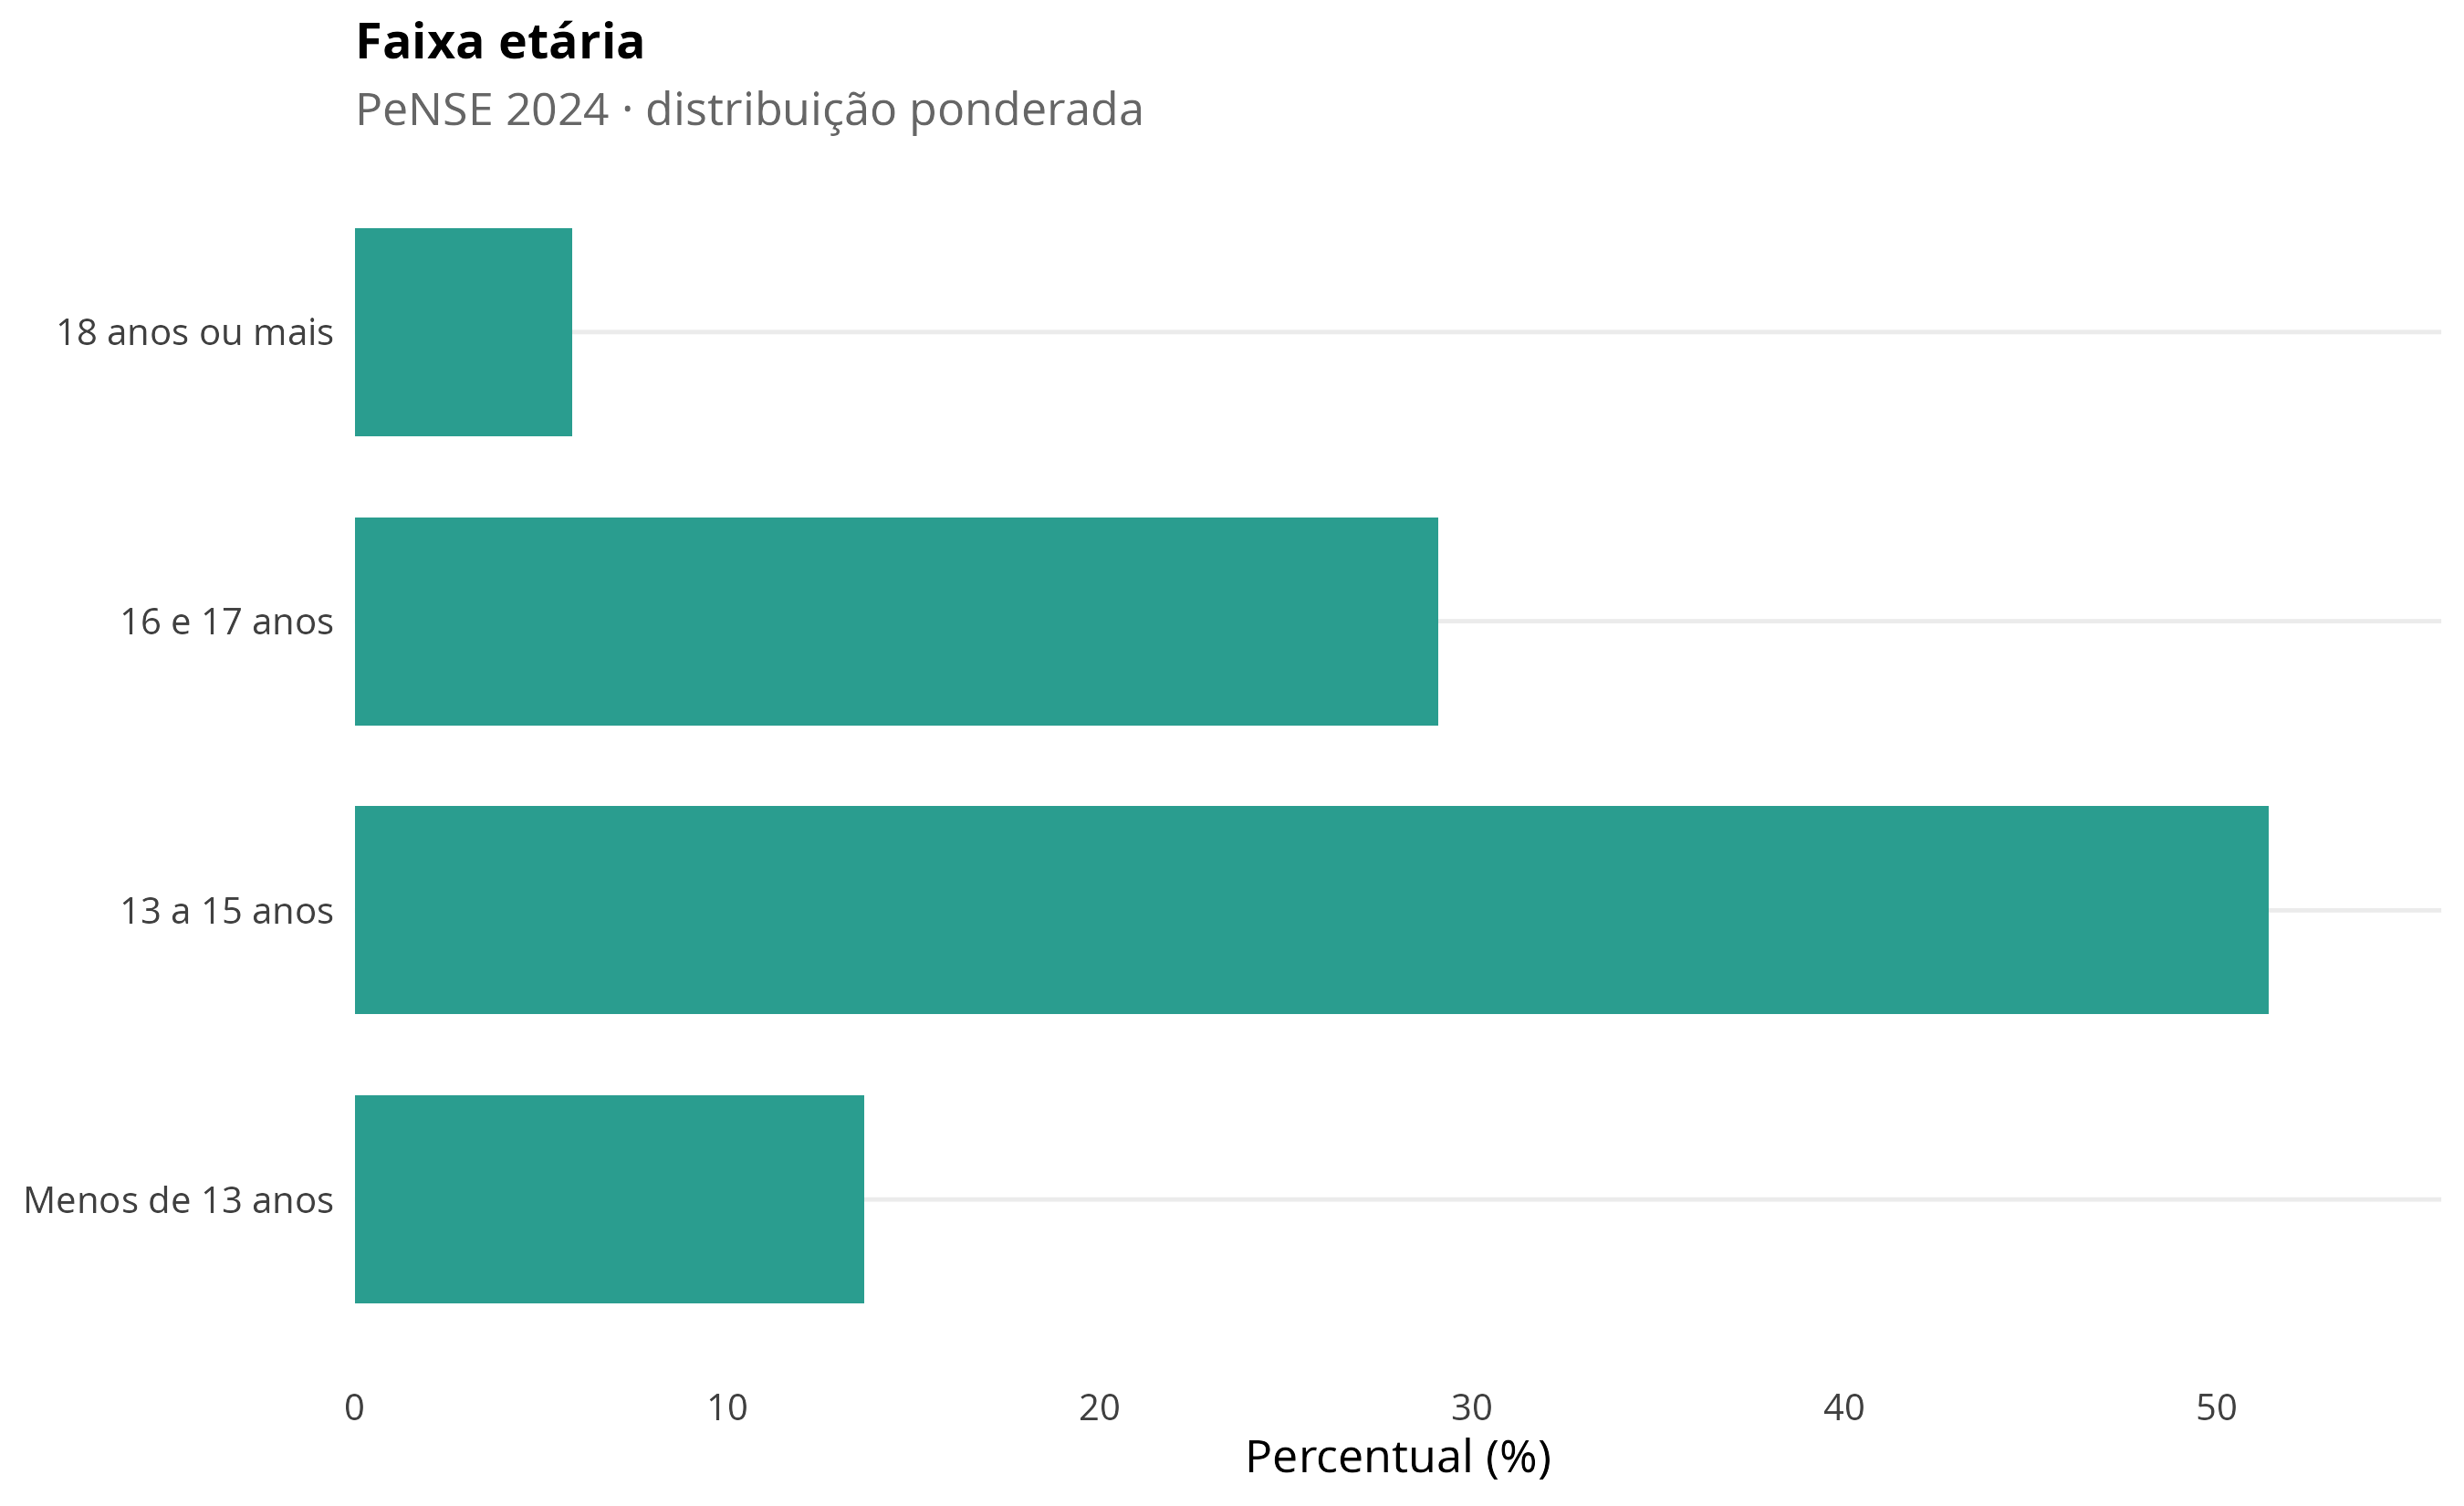 Faixa etária
PeNSE 2024 · distribuição ponderada
18 anos ou mais
16 e 17 anos
13 a 15 anos
Menos de 13 anos
0 10 20 30 40 50
Percentual (%)